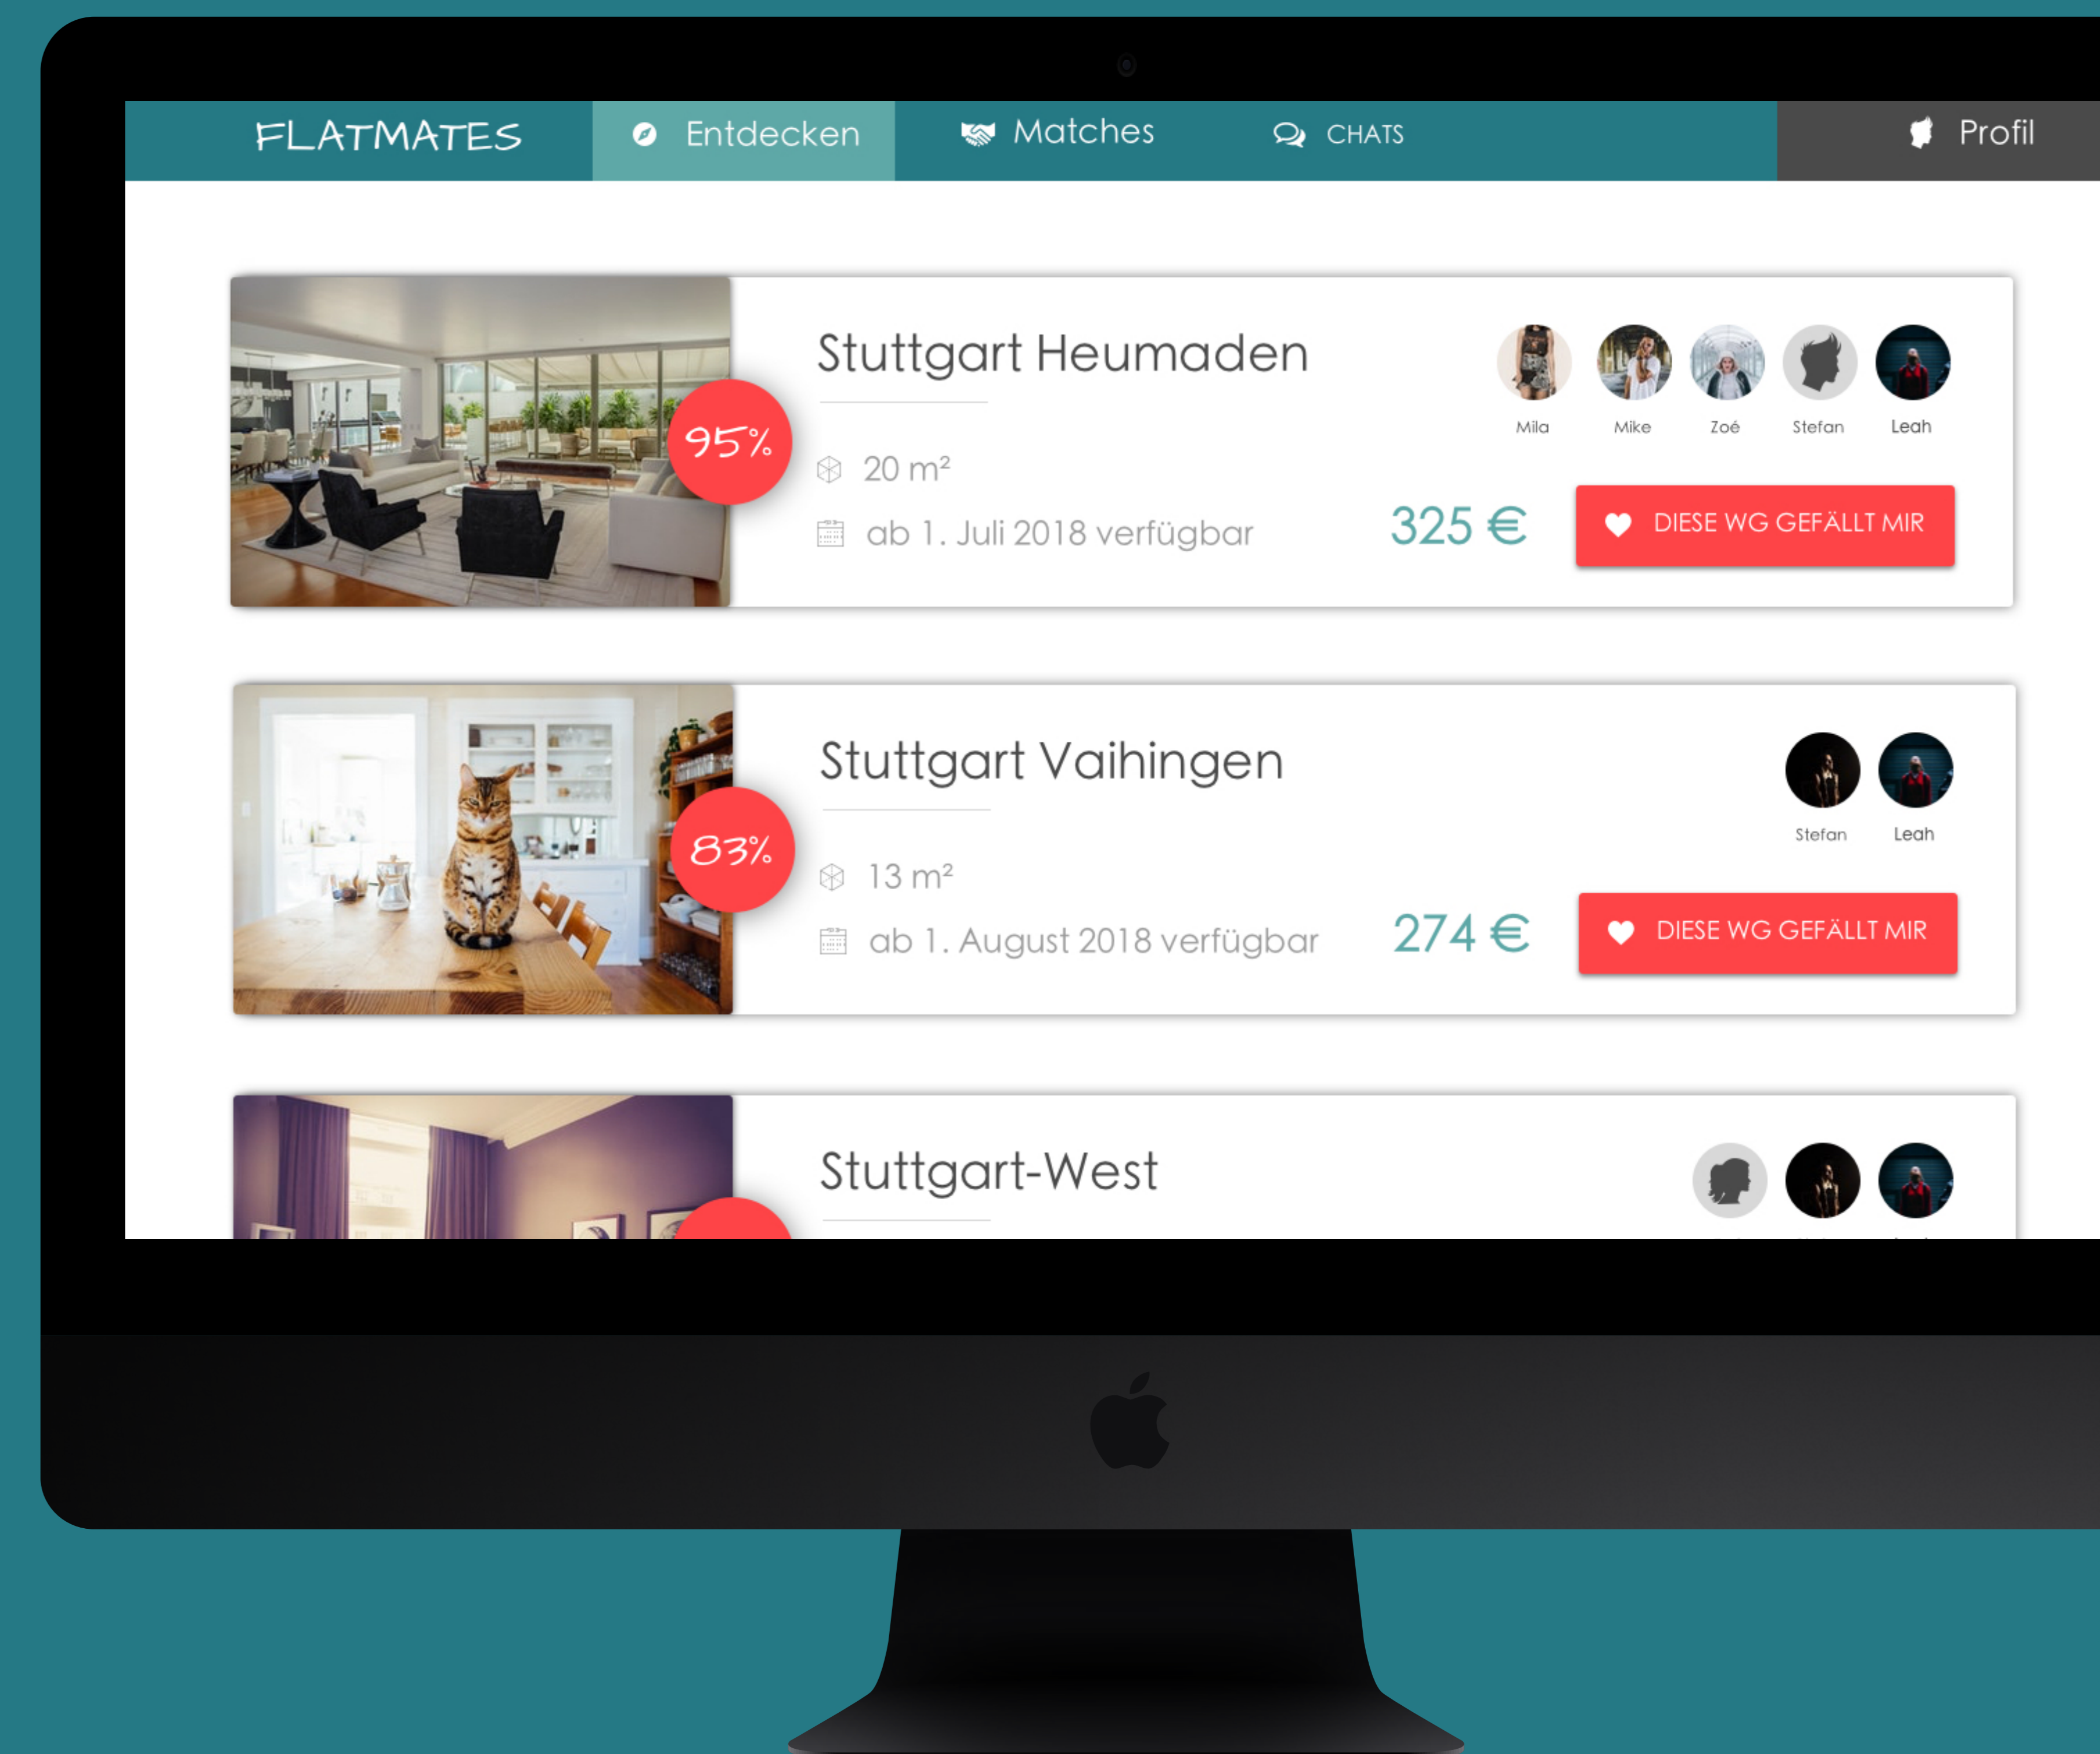 FLATMATES
Entdecken
Matches
CHATS
Profil
Stuttgart Heumaden
Mila
Mike
Zoé
Stefan
Leah
95%
20 m²
ab 1. Juli 2018 verfügbar
325 €
DIESE WG GEFÄLLT MIR
Stuttgart Vaihingen
Stefan
Leah
83%
13 m²
ab 1. August 2018 verfügbar
274 €
DIESE WG GEFÄLLT MIR
Stuttgart-West